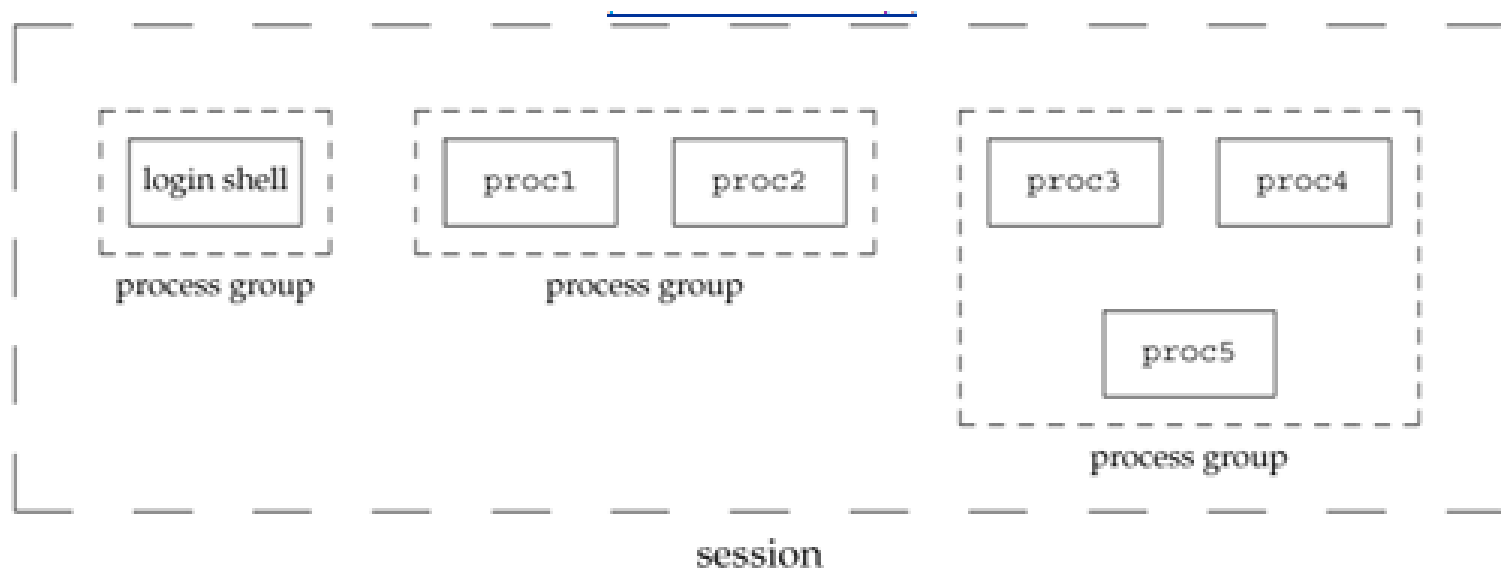 login shell
proc1
proc2
process group
process group
proc3
proc4
proc5
process group
session